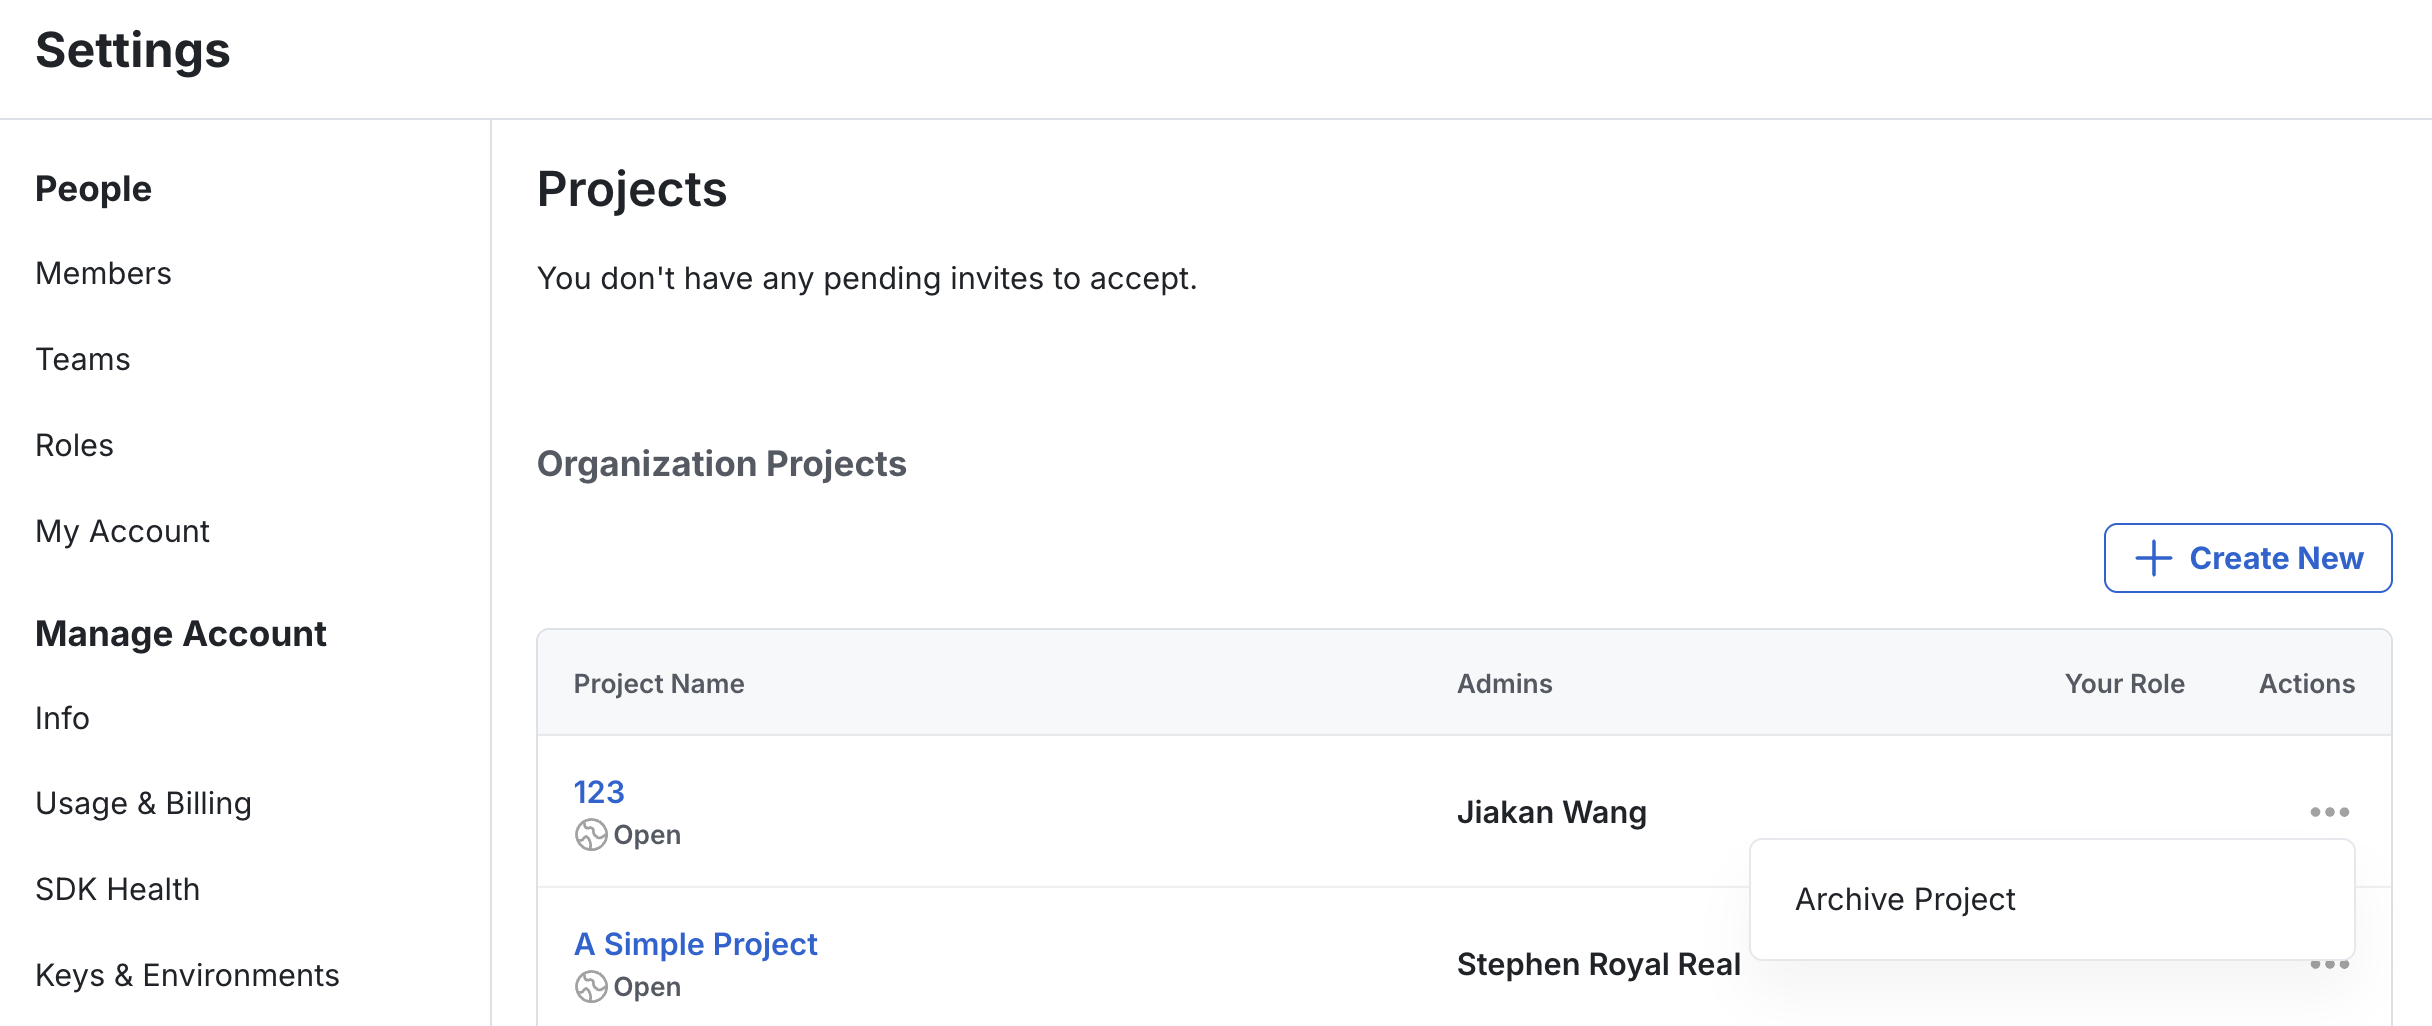 Settings
People
Members
Teams
Roles
My Account
Manage Account
Info
Usage & Billing
SDK Health
Keys & Environments
Projects
You don't have any pending invites to accept.
Organization Projects
Create New
Project Name Admins Your Role Actions
123
Open
Jiakan Wang
Archive Project
A Simple Project
Open
Stephen Royal Real